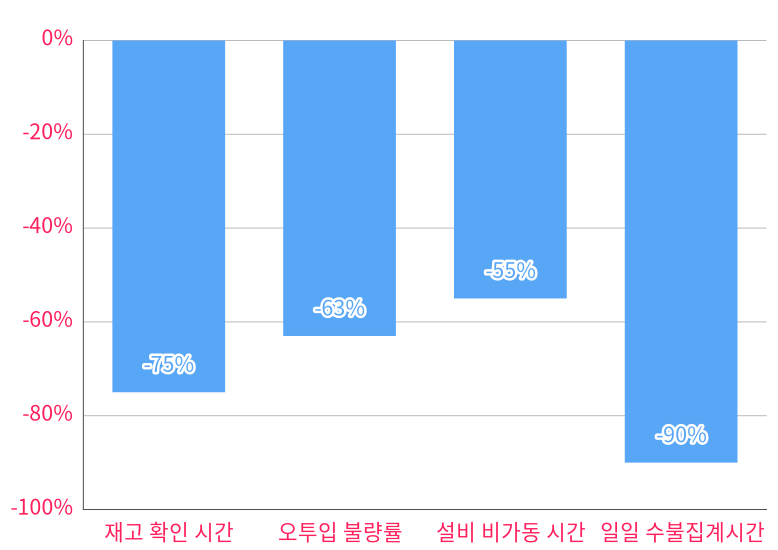 0%
-20%
-40%
-60%
-80%
-100%
-75%
-63%
-55%
-90%
재고 확인 시간
오투입 불량률
설비 비가동 시간
일일 수불집계시간